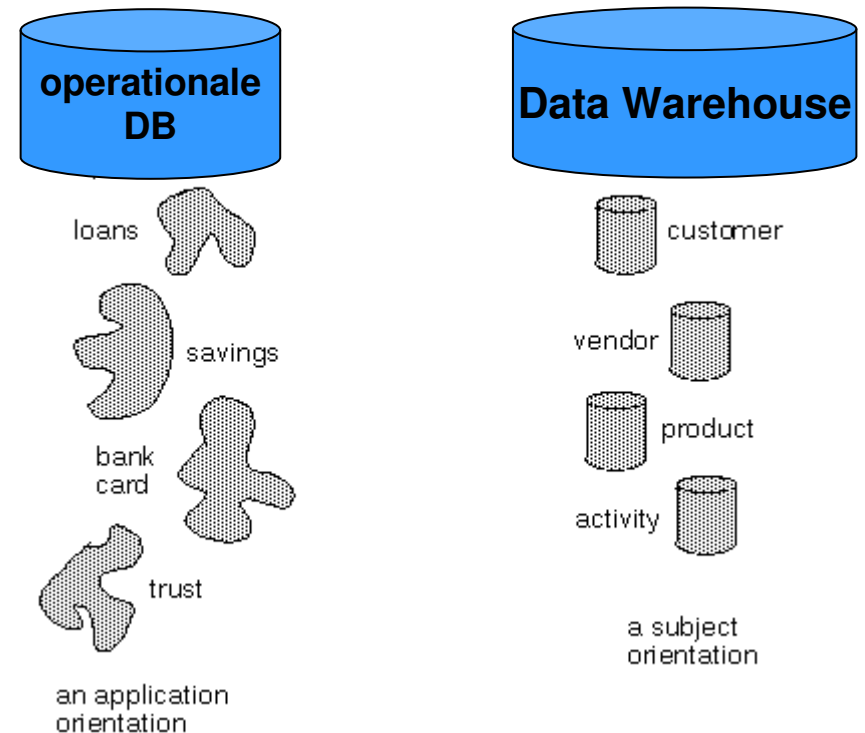 operationale
DB
loans
savings
bank
card
trust
an application
orientation
Data Warehouse
customer
vendor
product
activity
a subject
orientation